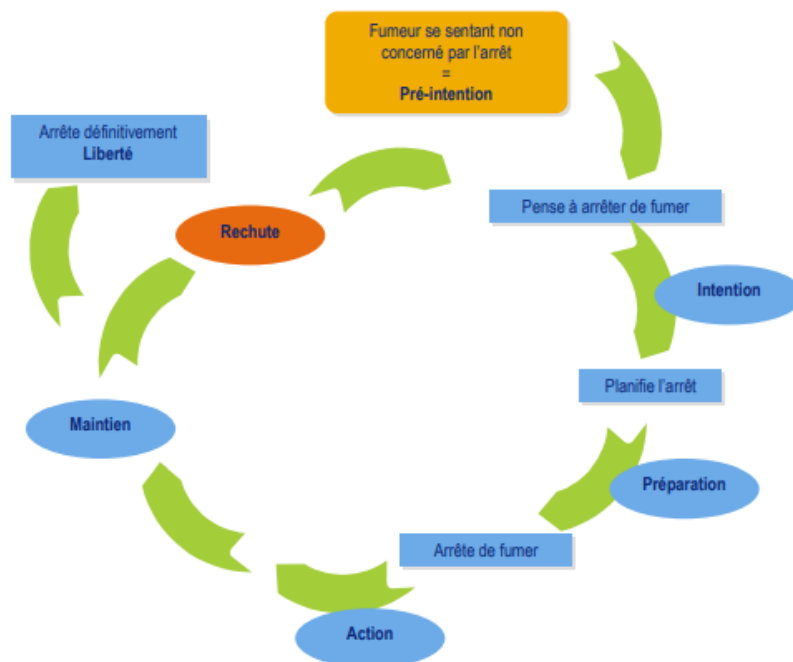 Fumeur se sentant non
concerné par l'arrêt
=
Pré-intention
Arrête définitivement
Liberté
Pense à arrêter de fumer
Rechute
Intention
Planifie l'arrêt
Maintien
Préparation
Arrête de fumer
Action